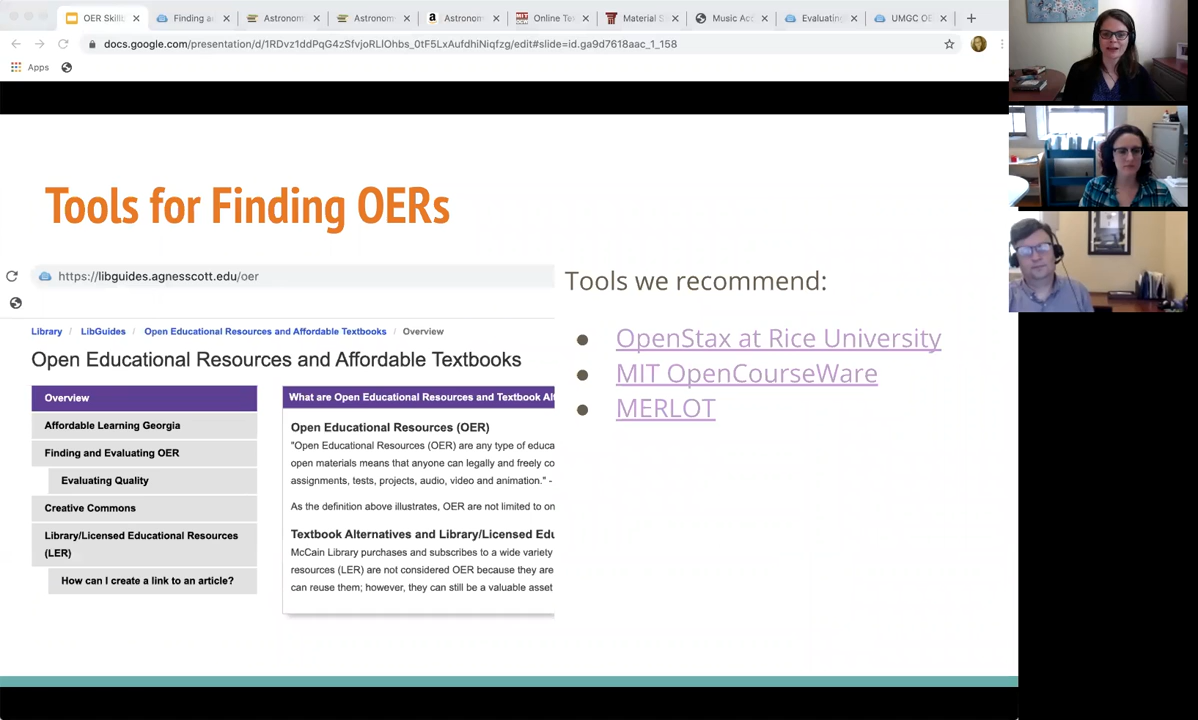 OER Skills
Finding a
Astronom
Astronom
Astronom
Online Te
Material S
Music Ac
Evaluatin
UMGC OE
docs.google.com/presentation/d/1RDvz1ddPqG4zSfvjoRLIOhbs_0tF5LxAufdhiNiqfzg/edit#slide=id.ga9d7618aac_1_158
Apps
Tools for Finding OERs
https://libguides.agnesscott.edu/oer
Library / LibGuides / Open Educational Resources and Affordable Textbooks / Overview
Open Educational Resources and Affordable Textbooks
Overview
Affordable Learning Georgia
Finding and Evaluating OER
Evaluating Quality
Creative Commons
Library/Licensed Educational Resources
(LER)
How can I create a link to an article?
What are Open Educational Resources and Textbook Alt
Open Educational Resources (OER)
"Open Educational Resources (OER) are any type of educa
open materials means that anyone can legally and freely co
assignments, tests, projects, audio, video and animation." -
As the definition above illustrates, OER are not limited to on
Textbook Alternatives and Library/Licensed Edu
McCain Library purchases and subscribes to a wide variety
resources (LER) are not considered OER because they are
can reuse them; however, they can still be a valuable asset
Tools we recommend:
● OpenStax at Rice University
● MIT OpenCourseWare
● MERLOT